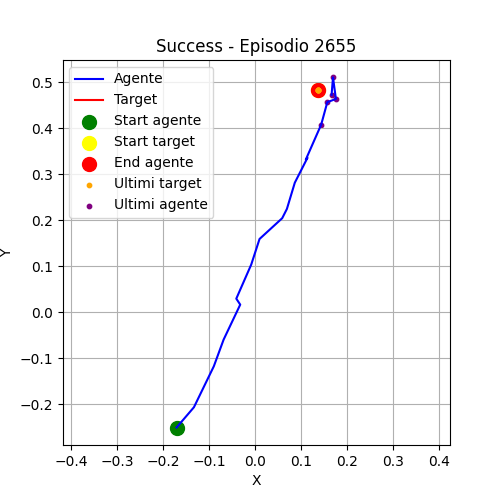 Success - Episodio 2655
Agente
Target
Start agente
Start target
End agente
Ultimi target
Ultimi agente
Y
0.5
0.4
0.3
0.2
0.1
0.0
−0.1
−0.2
−0.4 −0.3 −0.2 −0.1 0.0 0.1 0.2 0.3 0.4
X